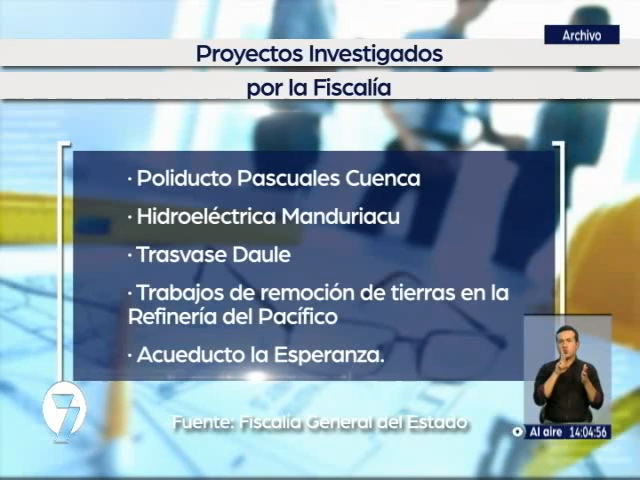 Archivo
Proyectos Investigados
por la Fiscalía
· Poliducto Pascuales Cuenca
· Hidroeléctrica Manduriacu
· Trasvase Daule
· Trabajos de remoción de tierras en la
Refinería del Pacífico
· Acueducto la Esperanza.
Fuente: Fiscalía General del Estado
7
Al aire 14:04:56